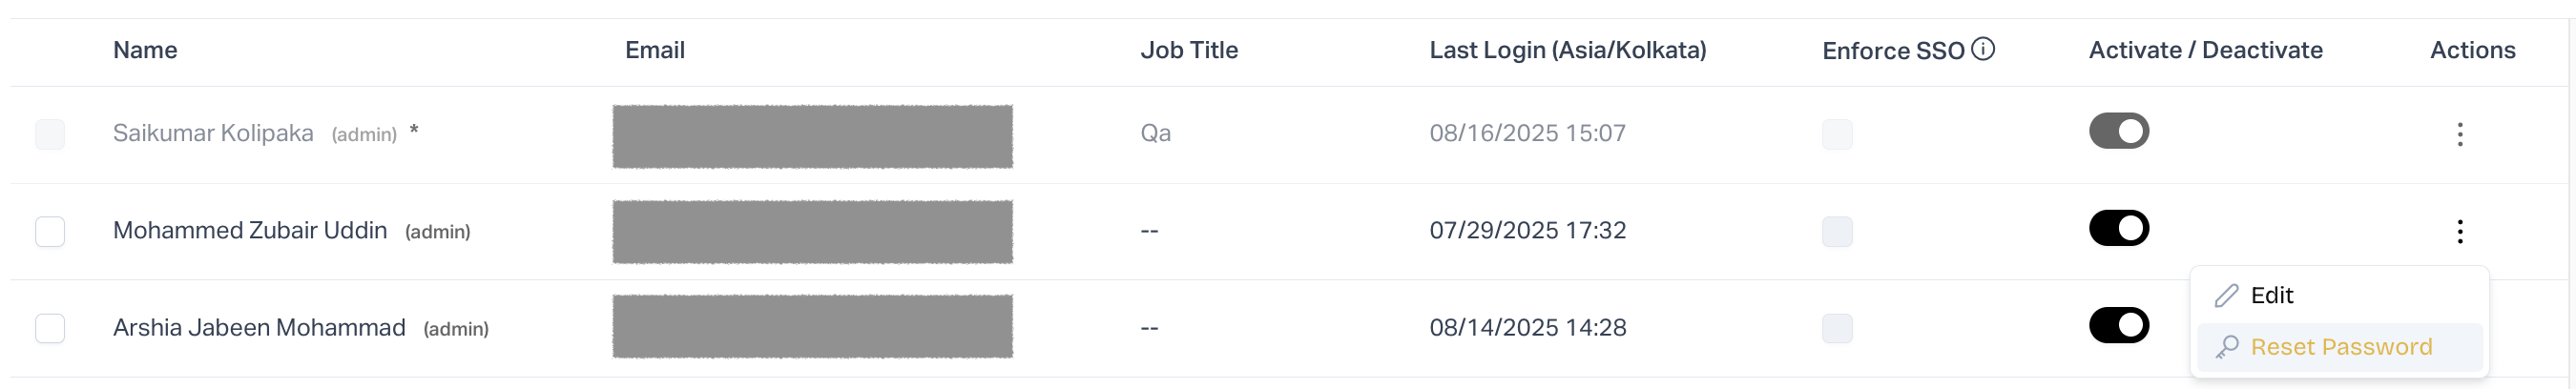 Name Email Job Title Last Login (Asia/Kolkata) Enforce SSO Activate / Deactivate Actions
Saikumar Kolipaka (admin) * Qa 08/16/2025 15:07
Mohammed Zubair Uddin (admin) -- 07/29/2025 17:32
Edit
Arshia Jabeen Mohammad (admin) -- 08/14/2025 14:28
Reset Password